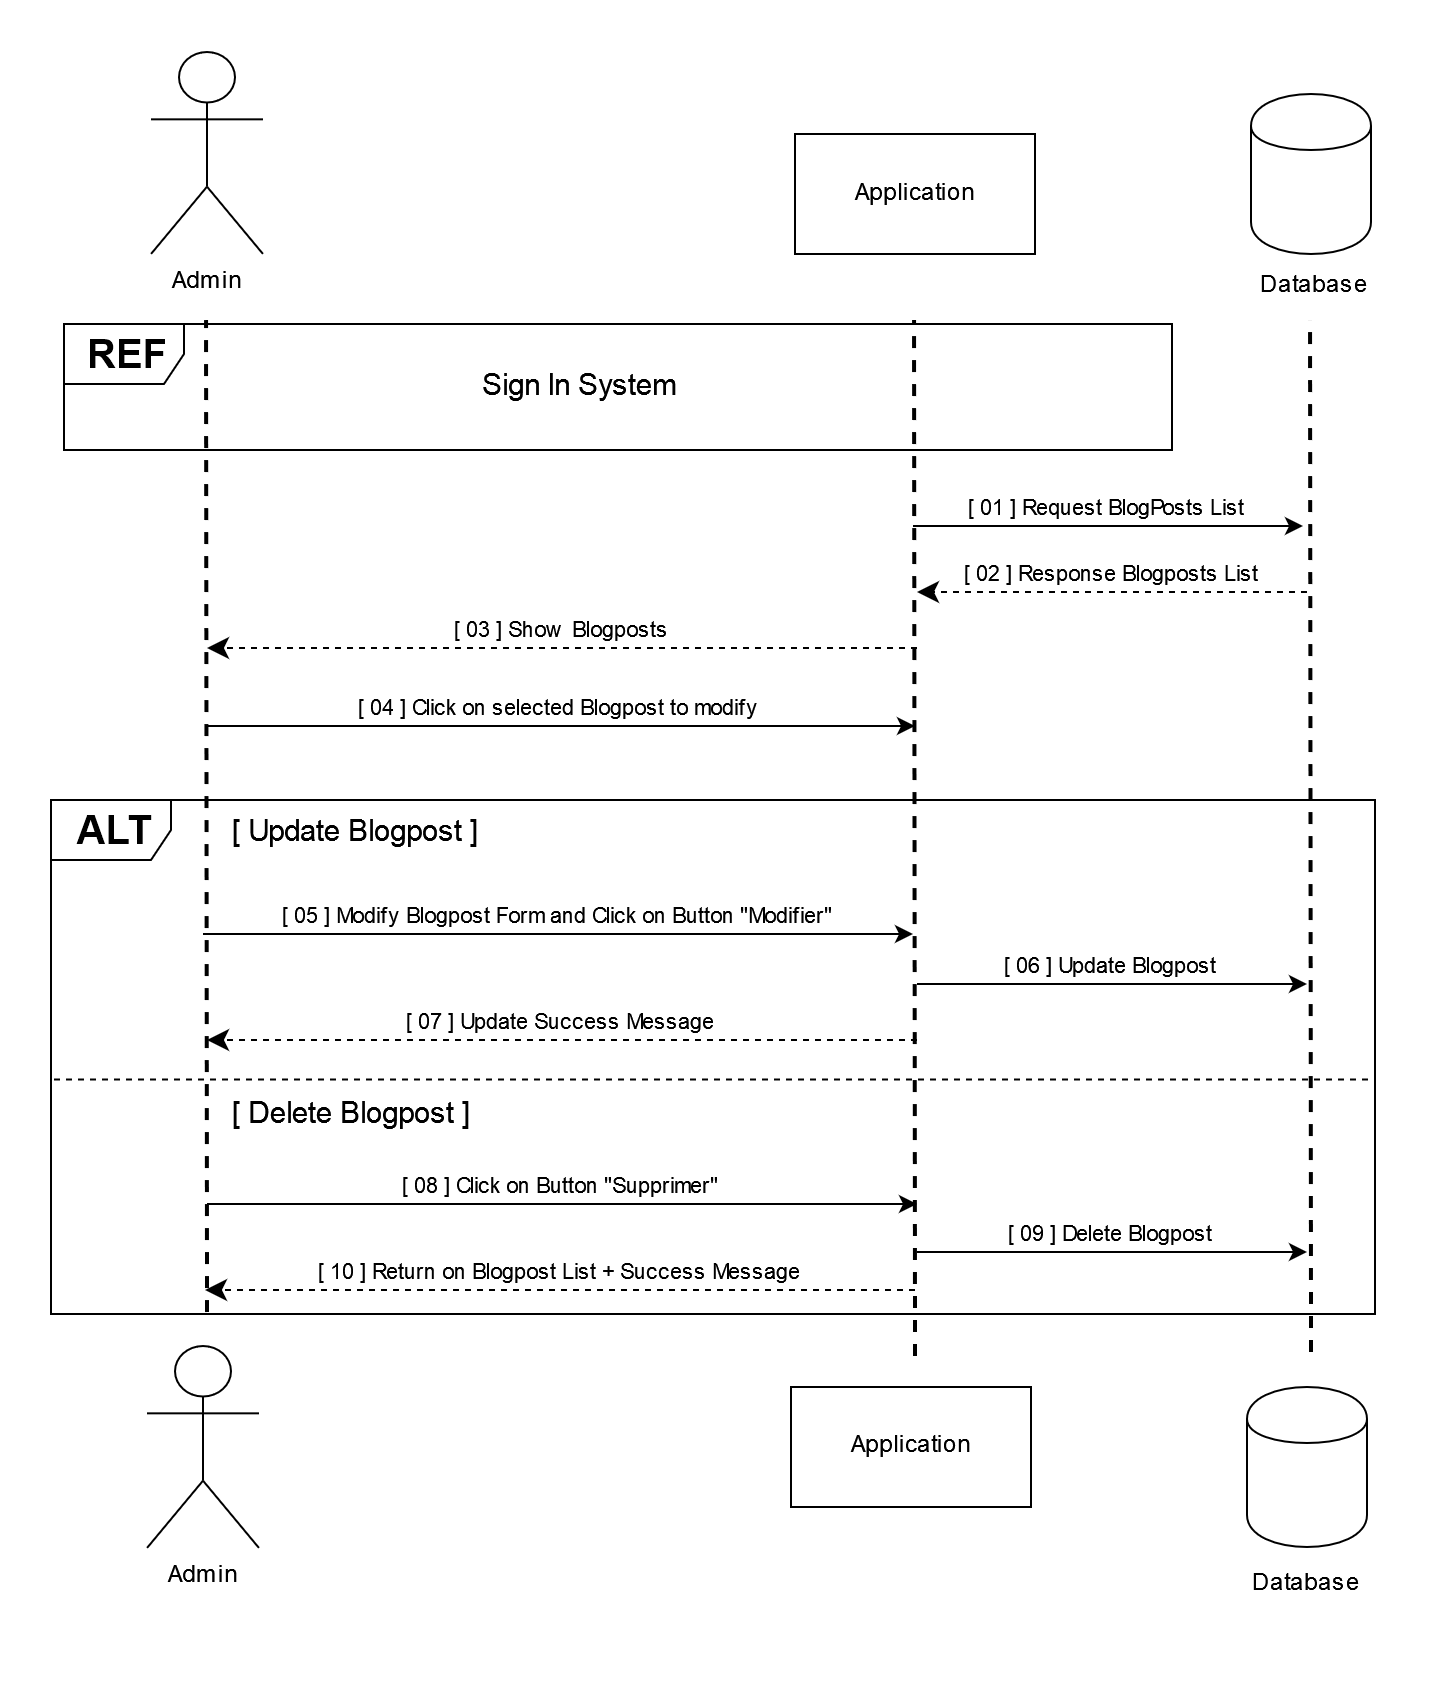 Admin
Application
Database
REF
Sign In System
[ 01 ] Request BlogPosts List
[ 02 ] Response Blogposts List
[ 03 ] Show Blogposts
[ 04 ] Click on selected Blogpost to modify
ALT
[ Update Blogpost ]
[ 05 ] Modify Blogpost Form and Click on Button "Modifier"
[ 06 ] Update Blogpost
[ 07 ] Update Success Message
[ Delete Blogpost ]
[ 08 ] Click on Button "Supprimer"
[ 09 ] Delete Blogpost
[ 10 ] Return on Blogpost List + Success Message
Admin
Application
Database